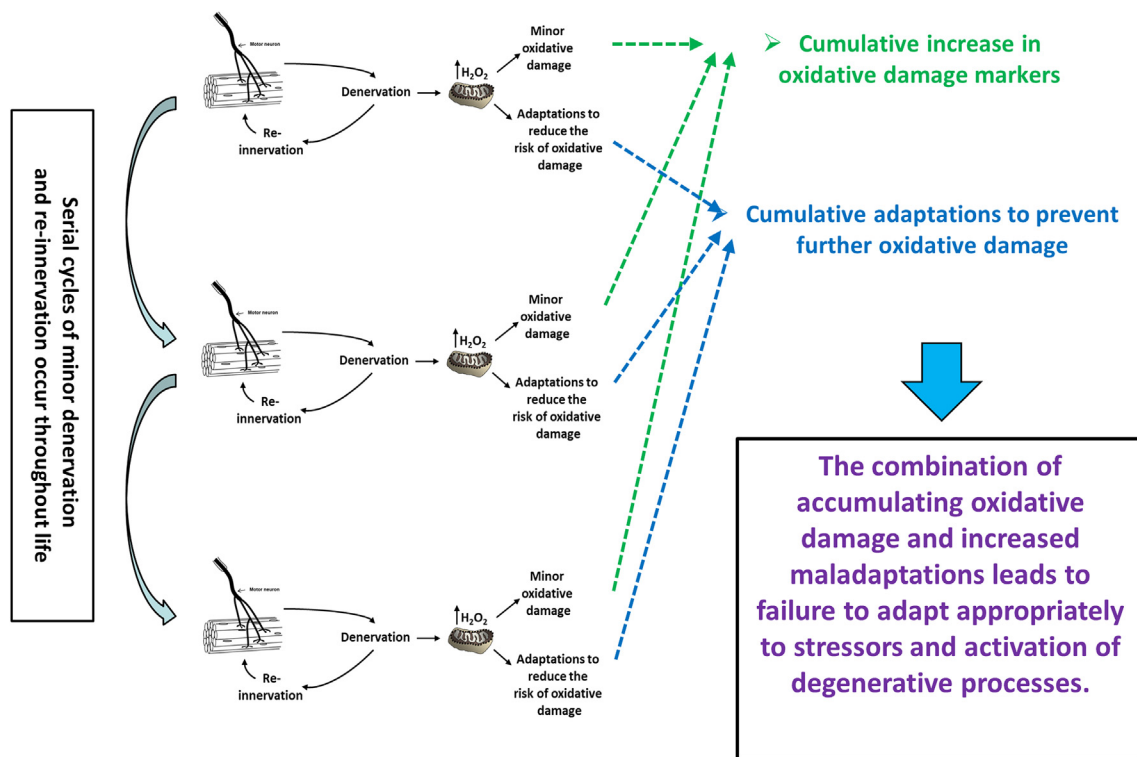 Serial cycles of minor denervation
and re-innervation occur throughout life
Motor neuron
Denervation
Re-
innervation
H₂O₂
Minor
oxidative
damage
Adaptations to
reduce the
risk of oxidative
damage
Motor neuron
Denervation
Re-
innervation
H₂O₂
Minor
oxidative
damage
Adaptations to
reduce the
risk of oxidative
damage
Motor neuron
Denervation
Re-
innervation
H₂O₂
Minor
oxidative
damage
Adaptations to
reduce the
risk of oxidative
damage
Cumulative increase in
oxidative damage markers
Cumulative adaptations to prevent
further oxidative damage
The combination of
accumulating oxidative
damage and increased
maladaptations leads to
failure to adapt appropriately
to stressors and activation of
degenerative processes.